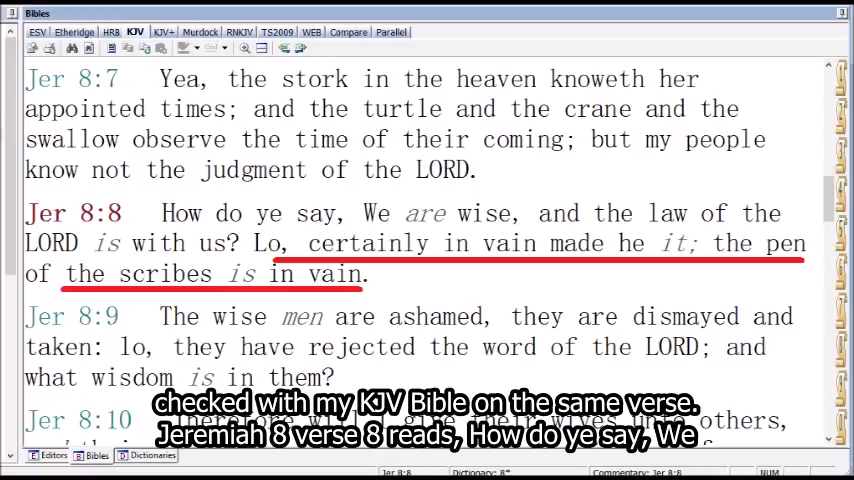 Bibles
ESV Etheridge HRB KJV KJV+ Murdock RNKJV TS2009 WEB Compare Parallel
Jer 8:7 Yea, the stork in the heaven knoweth her
appointed times; and the turtle and the crane and the
swallow observe the time of their coming; but my people
know not the judgment of the LORD.
Jer 8:8 How do ye say, We are wise, and the law of the
LORD is with us? Lo, certainly in vain made he it; the pen
of the scribes is in vain.
Jer 8:9 The wise men are ashamed, they are dismayed and
taken: lo, they have rejected the word of the LORD; and
what wisdom is in them?
checked with my KJV Bible on the same verse.
Jer 8:10 Therefore will I give their wives unto others,
Jeremiah 8 verse 8 reads, How do ye say, We
Editors Bibles Dictionaries
Jer 8:8 Dictionary: 8* Commentary: Jer 8:8 NUM